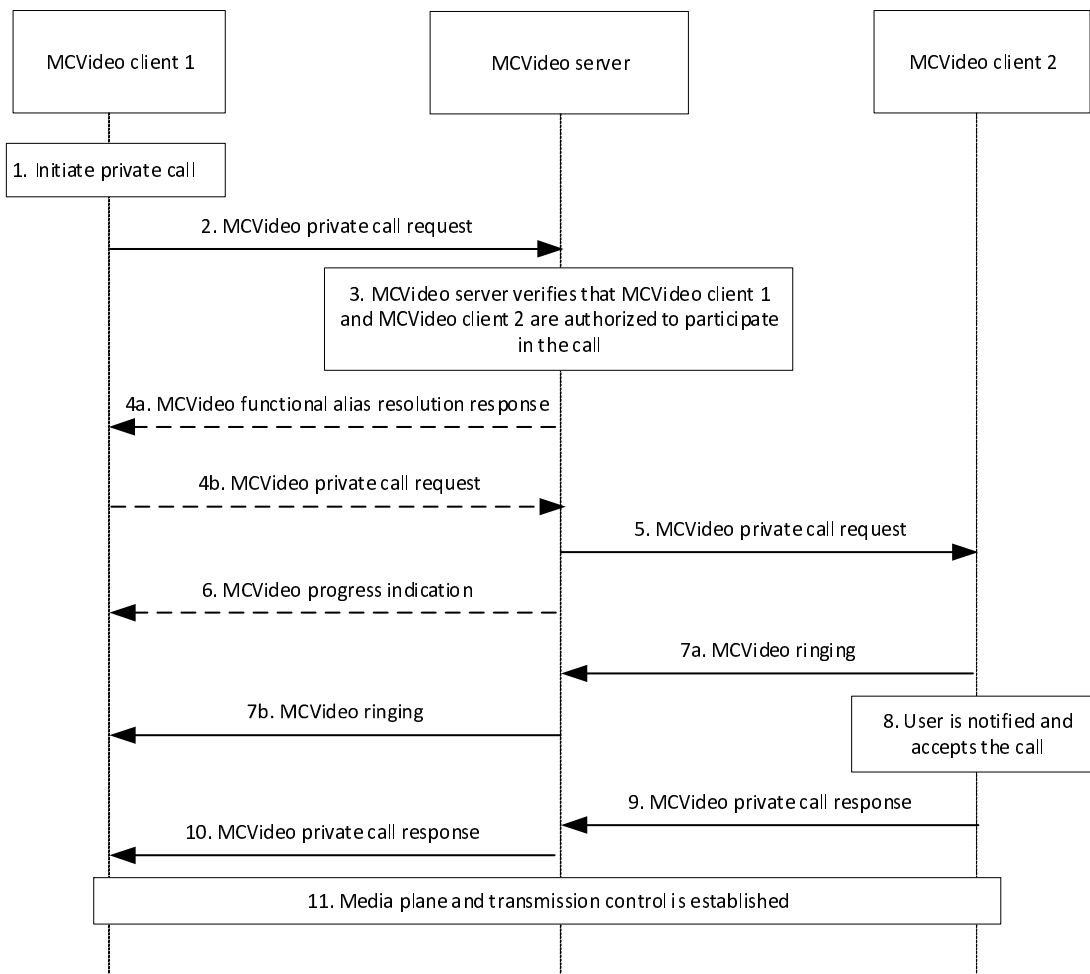 MCVideo client 1
MCVideo server
MCVideo client 2
1. Initiate private call
2. MCVideo private call request
3. MCVideo server verifies that MCVideo client 1
and MCVideo client 2 are authorized to participate
in the call
4a. MCVideo functional alias resolution response
4b. MCVideo private call request
5. MCVideo private call request
6. MCVideo progress indication
7a. MCVideo ringing
7b. MCVideo ringing
8. User is notified and
accepts the call
9. MCVideo private call response
10. MCVideo private call response
11. Media plane and transmission control is established